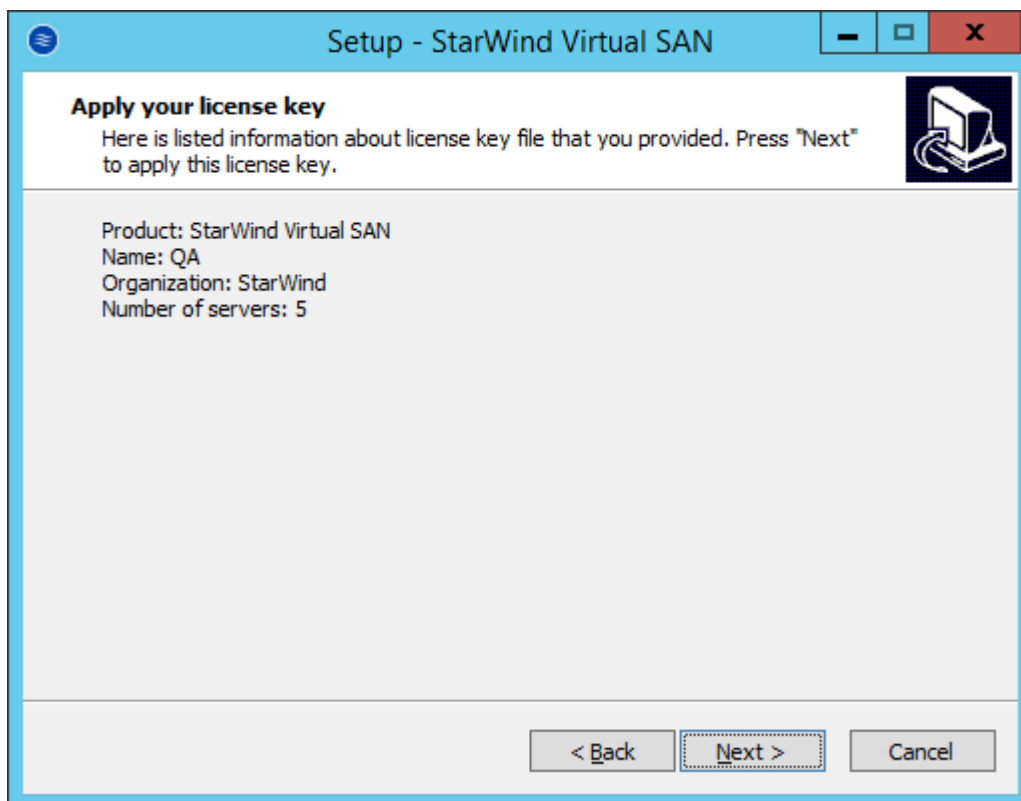 Setup - StarWind Virtual SAN
Apply your license key
Here is listed information about license key file that you provided. Press "Next"
to apply this license key.
Product: StarWind Virtual SAN
Name: QA
Organization: StarWind
Number of servers: 5
< Back
Next >
Cancel